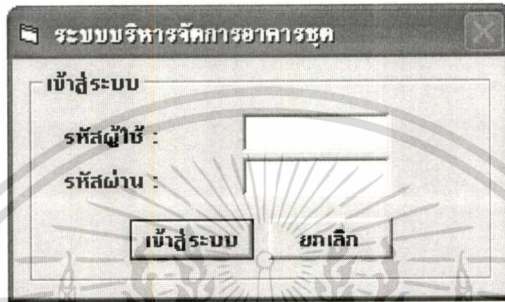 ระบบบริหารจัดการอาคารชุด
เข้าสู่ระบบ
รหัสผู้ใช้ :
รหัสผ่าน :
เข้าสู่ระบบ ยกเลิก